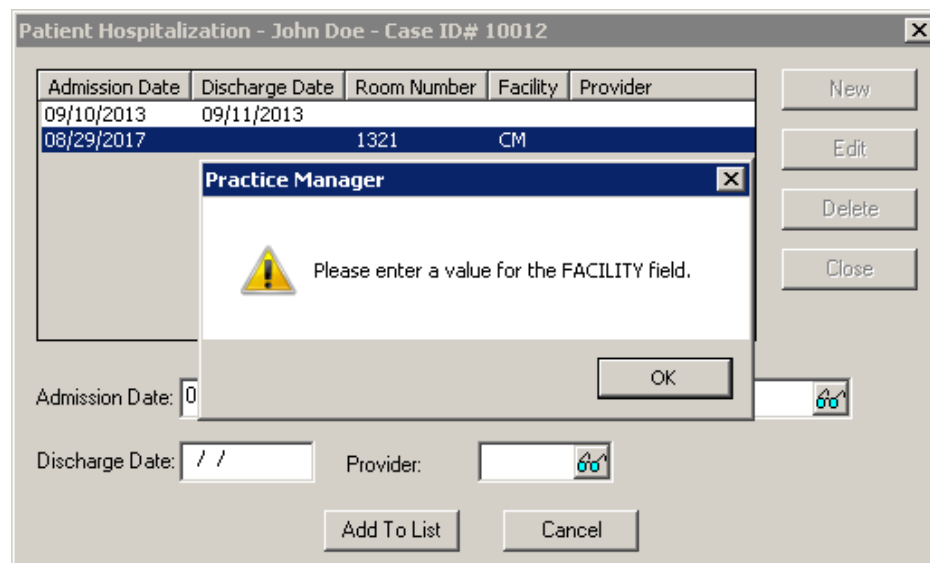 Patient Hospitalization - John Doe - Case ID# 10012
Admission Date Discharge Date Room Number Facility Provider
09/10/2013 09/11/2013
08/29/2017 1321 CM
New
Edit
Delete
Close
Practice Manager
Please enter a value for the FACILITY field.
OK
Admission Date: 0
Discharge Date: / / Provider:
Add To List Cancel